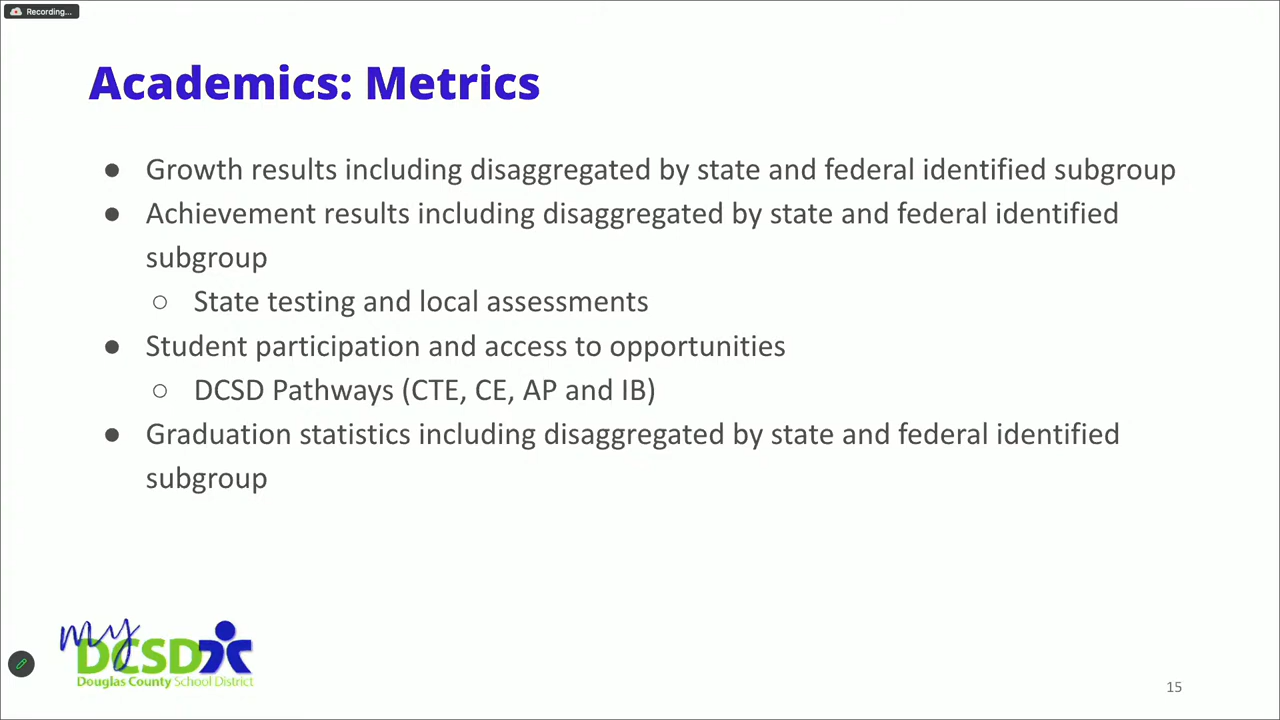 Recording...
Academics: Metrics
● Growth results including disaggregated by state and federal identified subgroup
● Achievement results including disaggregated by state and federal identified
subgroup
○ State testing and local assessments
● Student participation and access to opportunities
○ DCSD Pathways (CTE, CE, AP and IB)
● Graduation statistics including disaggregated by state and federal identified
subgroup
my
DCSD
Douglas County School District
15